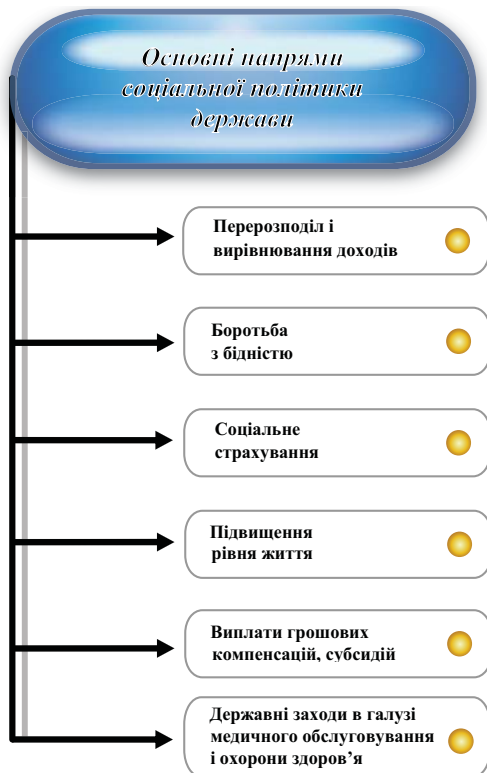 Основні напрями
соціальної політики
держави
Перерозподіл і
вирівнювання доходів
Боротьба
з бідністю
Соціальне
страхування
Підвищення
рівня життя
Виплати грошових
компенсацій, субсидій
Державні заходи в галузі
медичного обслуговування
і охорони здоров’я